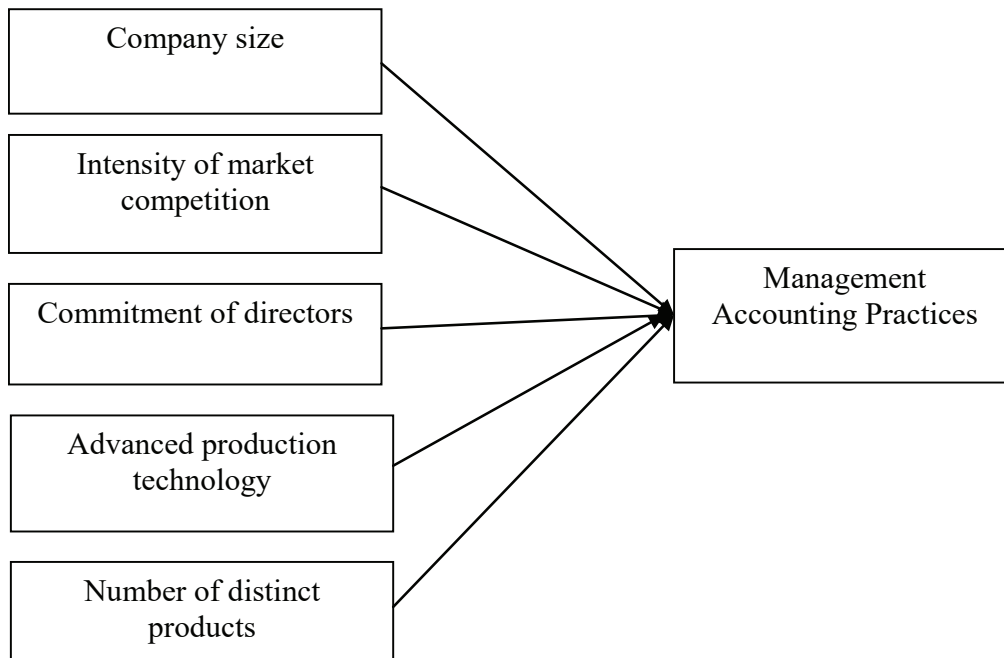 Company size
Intensity of market
competition
Commitment of directors
Advanced production
technology
Number of distinct
products
Management
Accounting Practices